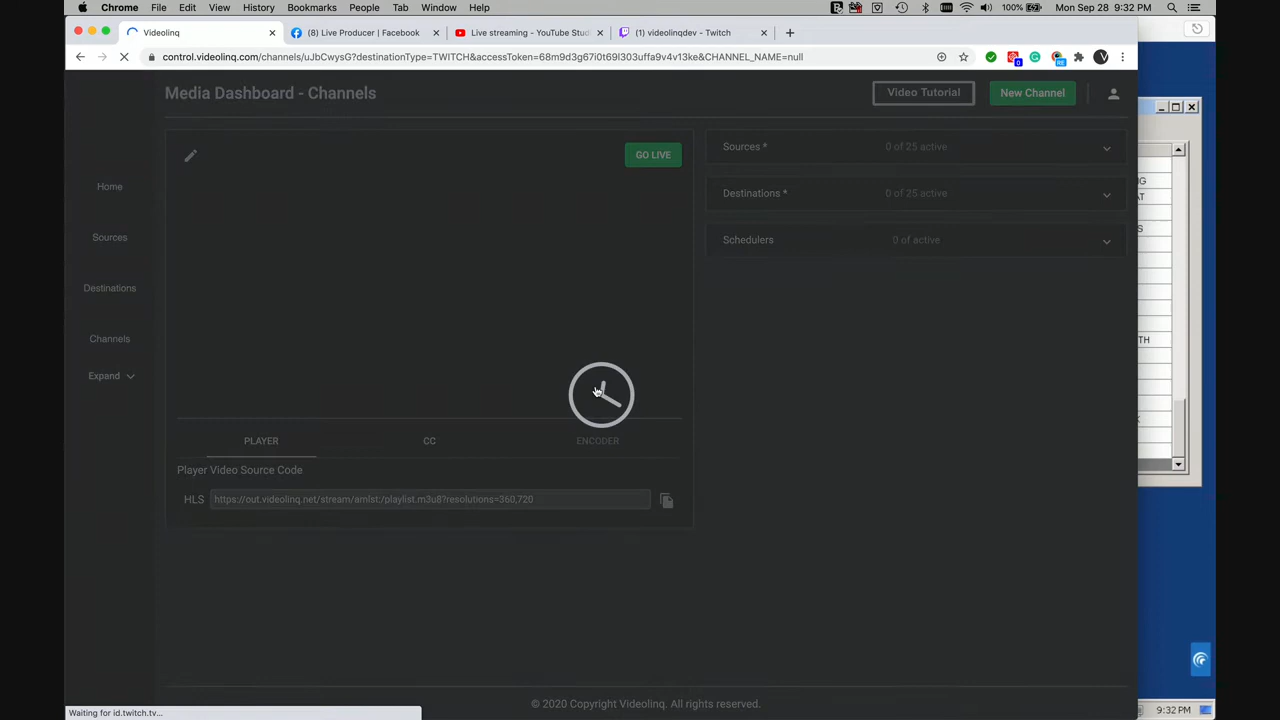 Chrome File Edit View History Bookmarks People Tab Window Help 100% Mon Sep 28 9:32 PM
Videolinq (8) Live Producer | Facebook Live streaming - YouTube Stud (1) videolinqdev - Twitch
control.videolinq.com/channels/uJbCwysG?destinationType=TWITCH&accessToken=68m9d3g67i0t69l303uffa9v4v13ke&CHANNEL_NAME=null
Media Dashboard - Channels Video Tutorial New Channel
GO LIVE
Sources * 0 of 25 active
Destinations * 0 of 25 active
Schedulers 0 of active
Home
Sources
Destinations
Channels
Expand
PLAYER CC ENCODER
Player Video Source Code
HLS https://out.videolinq.net/stream/amlst:/playlist.m3u8?resolutions=360,720
© 2020 Copyright Videolinq. All rights reserved.
Waiting for id.twitch.tv...
9:32 PM